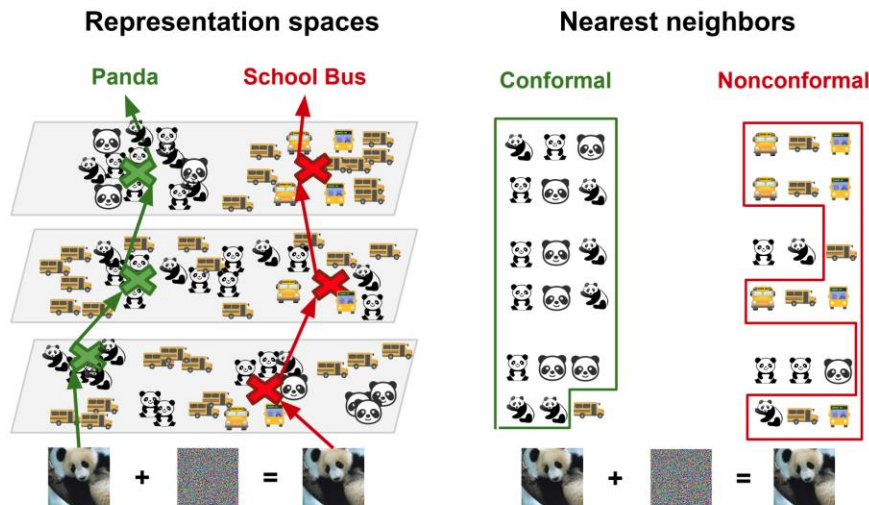 Representation spaces
Nearest neighbors
Panda
School Bus
Conformal
Nonconformal
+
=
+
=